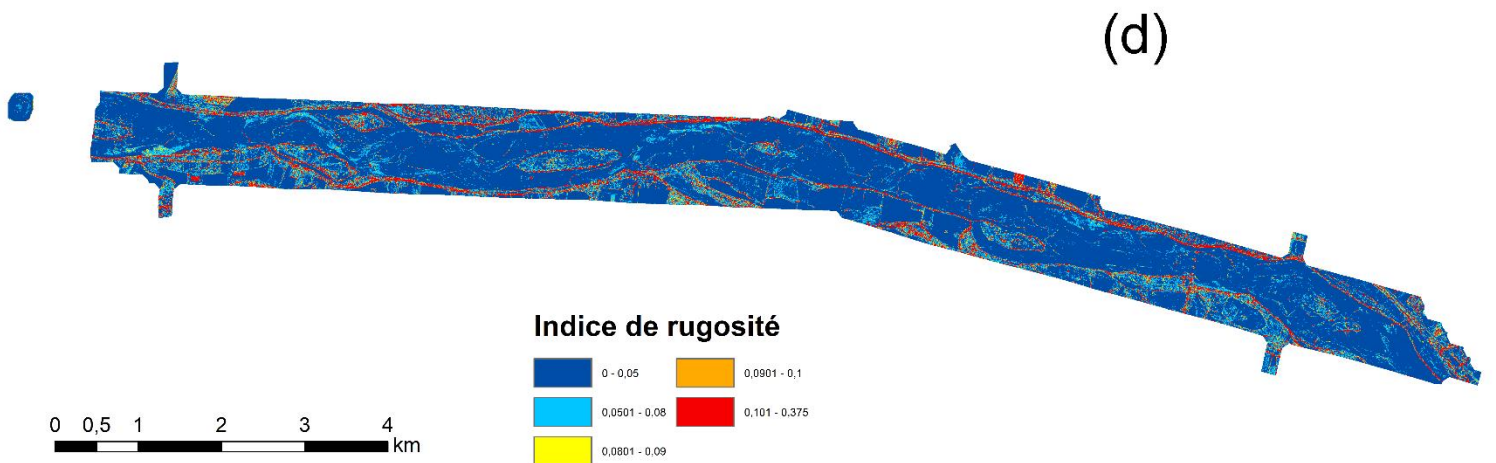 (d)
Indice de rugosité
0 - 0,05
0,0901 - 0,1
0,0501 - 0.08
0,101 - 0,375
0,0801 - 0.09
0 0,5 1 2 3 4
km